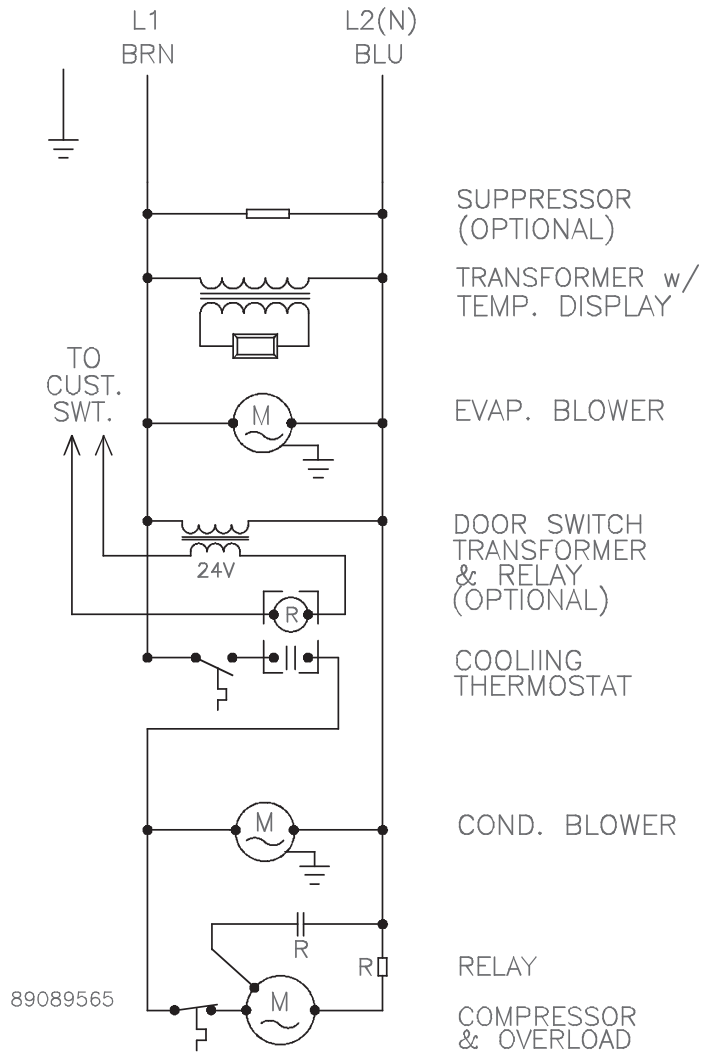 L1
L2(N)
BRN
BLU
SUPPRESSOR
(OPTIONAL)
TRANSFORMER w/
TEMP. DISPLAY
TO
CUST.
SWT.
M
EVAP. BLOWER
DOOR SWITCH
TRANSFORMER
& RELAY
(OPTIONAL)
24V
R
COOLIING
THERMOSTAT
M
COND. BLOWER
R
R
RELAY
M
89089565
COMPRESSOR
& OVERLOAD